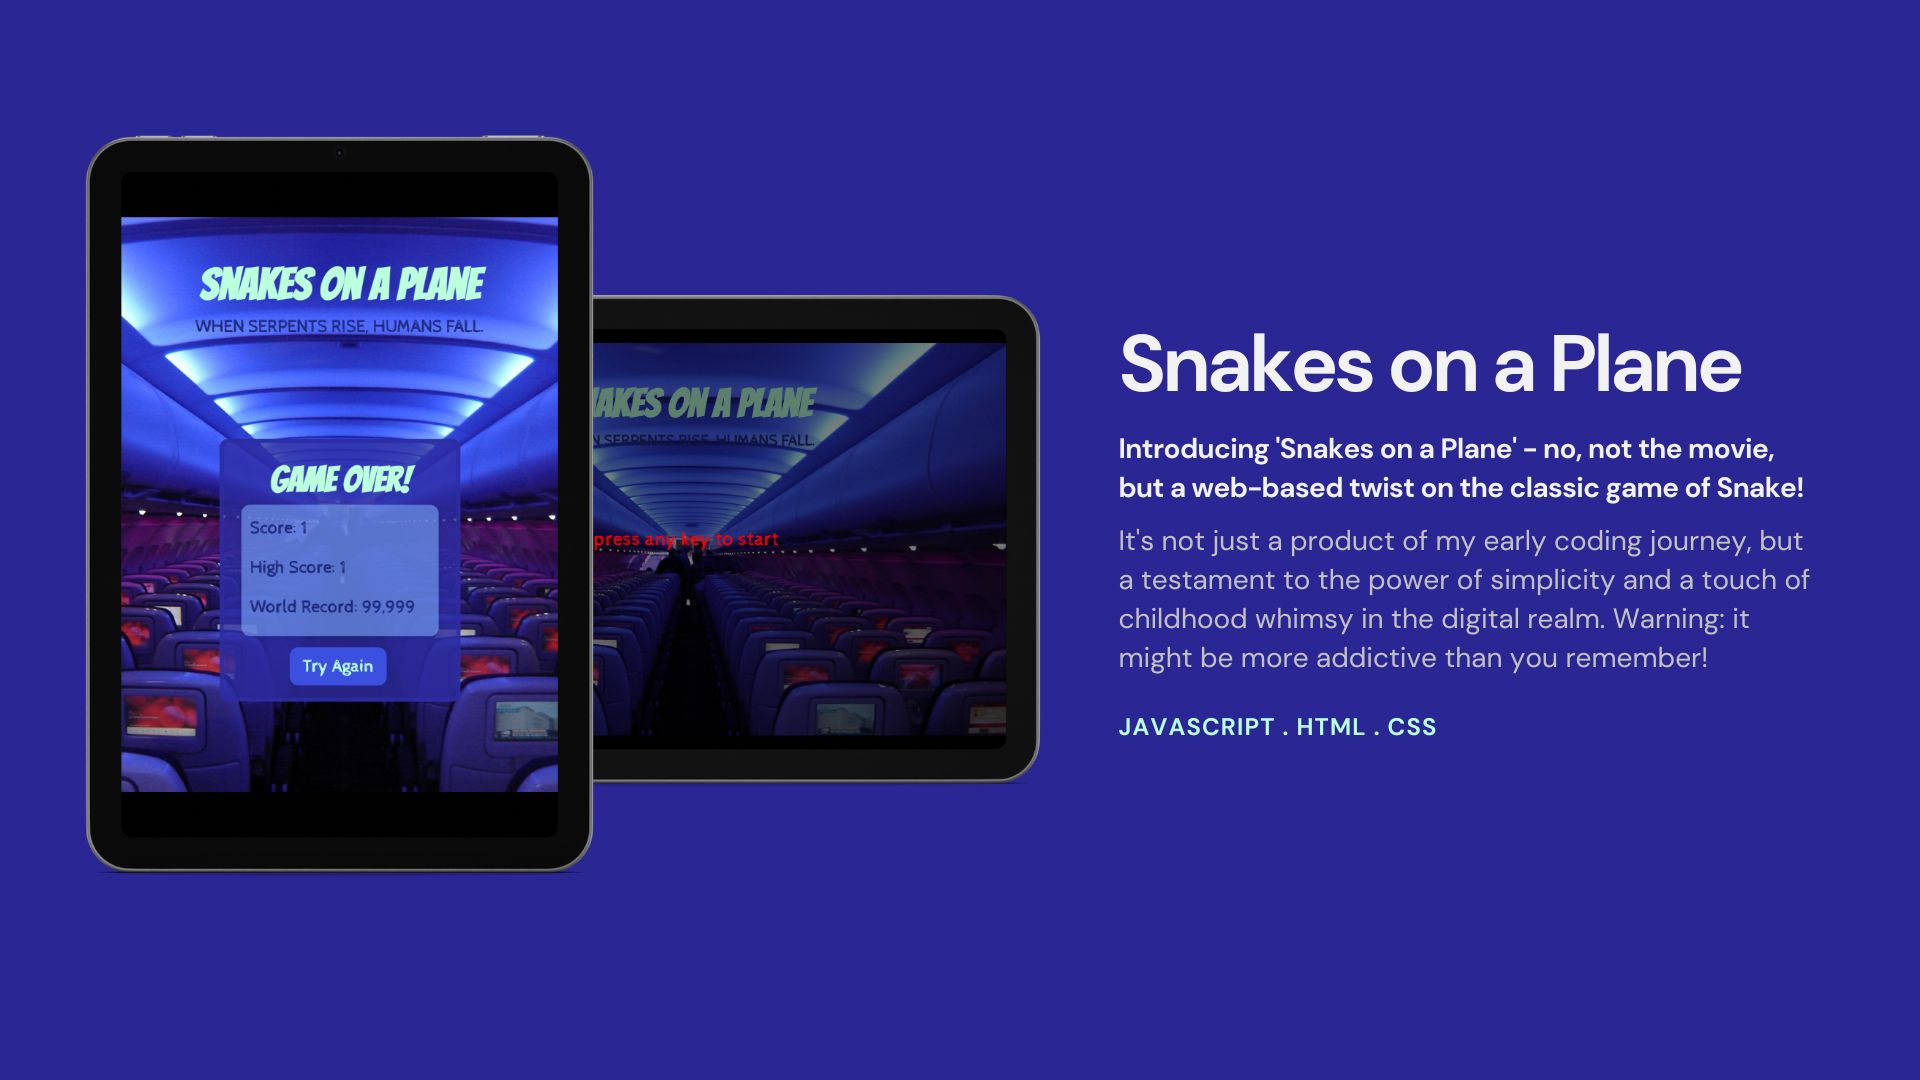 SNAKES ON A PLANE
WHEN SERPENTS RISE, HUMANS FALL.
GAME OVER!
Score: 1
High Score: 1
World Record: 99,999
Try Again
ON A PLANE
SERPENTS RISE, HUMANS FALL.
press any key to start
Snakes on a Plane
Introducing 'Snakes on a Plane' - no, not the movie,
but a web-based twist on the classic game of Snake!
It's not just a product of my early coding journey, but
a testament to the power of simplicity and a touch of
childhood whimsy in the digital realm. Warning: it
might be more addictive than you remember!
JAVASCRIPT . HTML . CSS